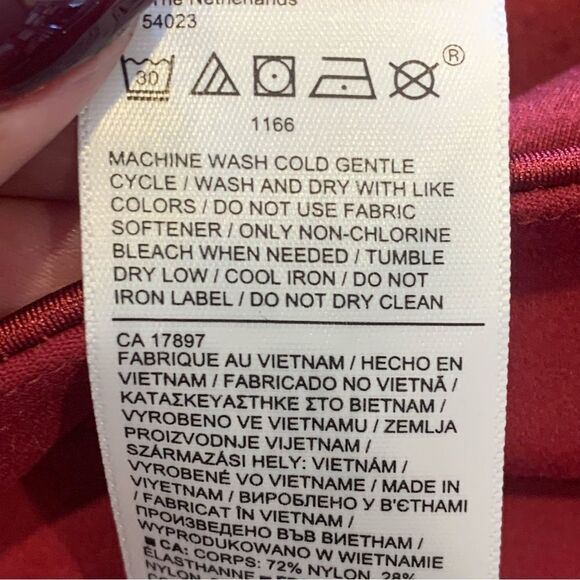 The Netherlands
54023
30
®
1166
MACHINE WASH COLD GENTLE
CYCLE / WASH AND DRY WITH LIKE
COLORS / DO NOT USE FABRIC
SOFTENER / ONLY NON-CHLORINE
BLEACH WHEN NEEDED / TUMBLE
DRY LOW / COOL IRON / DO NOT
IRON LABEL / DO NOT DRY CLEAN
CA 17897
FABRIQUE AU VIETNAM / HECHO EN
VIETNAM / FABRICADO NO VIETNÃ /
ΚΑΤΑΣΚΕΥΑΣΤΗΚΕ ΣΤΟ ΒΙΕΤΝΑΜ /
VYROBENO VE VIETNAMU / ZEMLJA
PROIZVODNJE VIJETNAM /
SZÁRMAZÁSI HELY: VIETNÁM /
VYROBENÉ VO VIETNAME / MADE IN
VIYETNAM / ВИРОБЛЕНО У В'ЄТНАМІ
/ FABRICAT ÎN VIETNAM /
ПРОИЗВЕДЕНО ВЪВ ВИЕТНАМ /
WYPRODUKOWANO W WIETNAMIE
CA: CORPS: 72% NYLON, 28%
ELASTHANNE
NYLON,